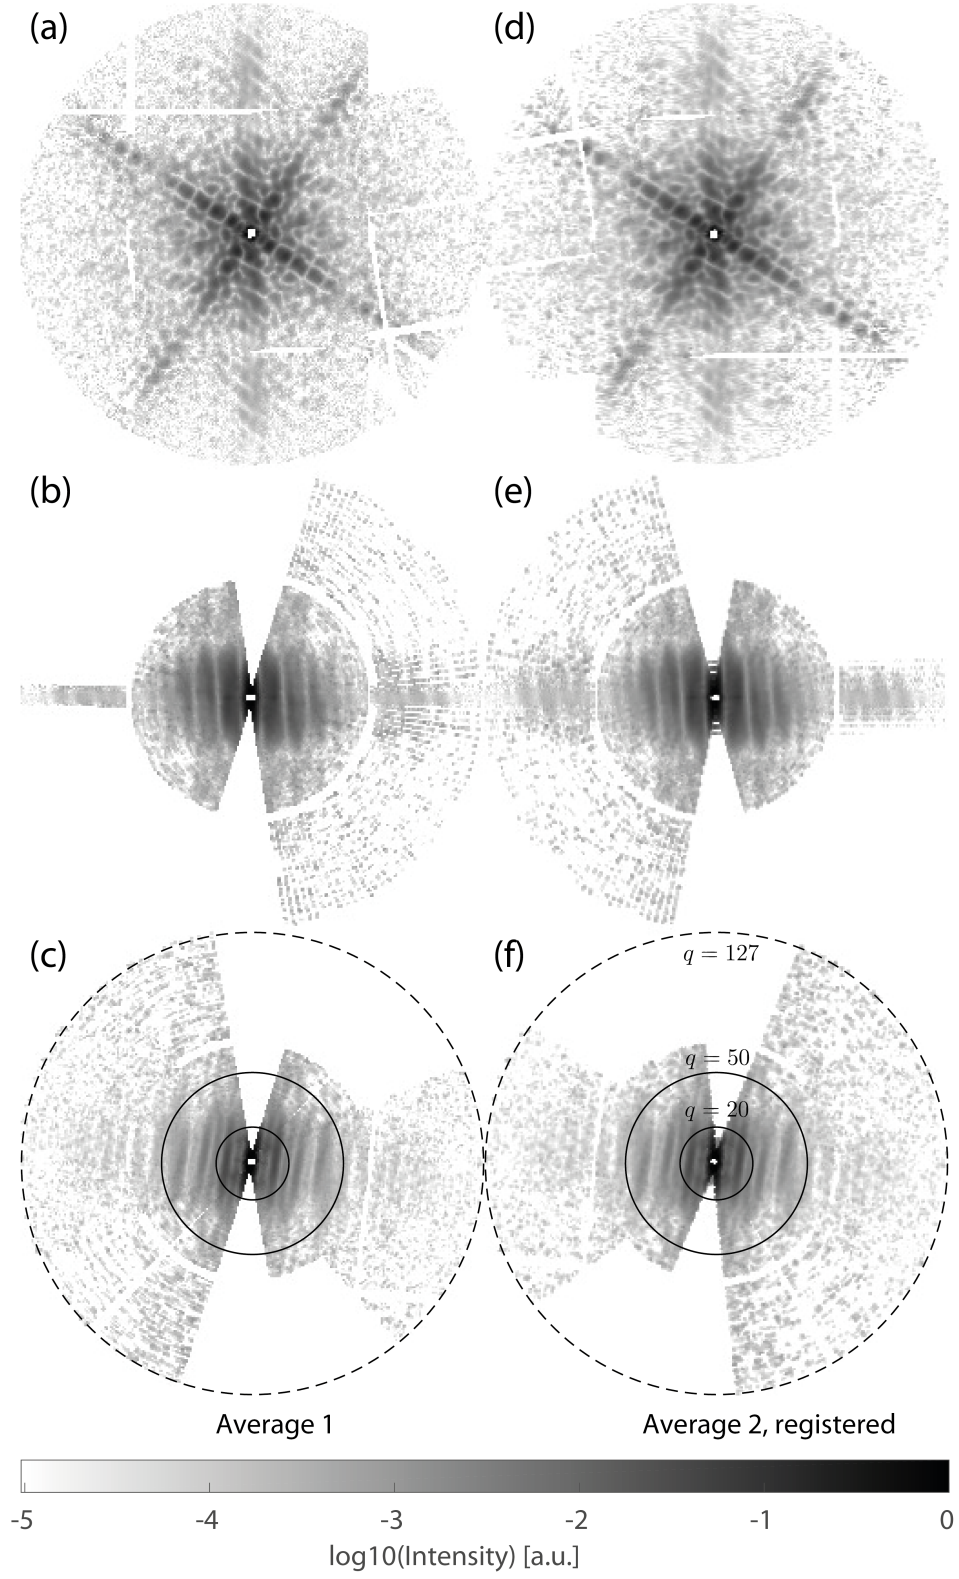 (a) (d)
(b) (e)
(c) (f)
q = 127
q = 50
q = 20
Average 1 Average 2, registered
-5 -4 -3 -2 -1 0
log10(Intensity) [a.u.]